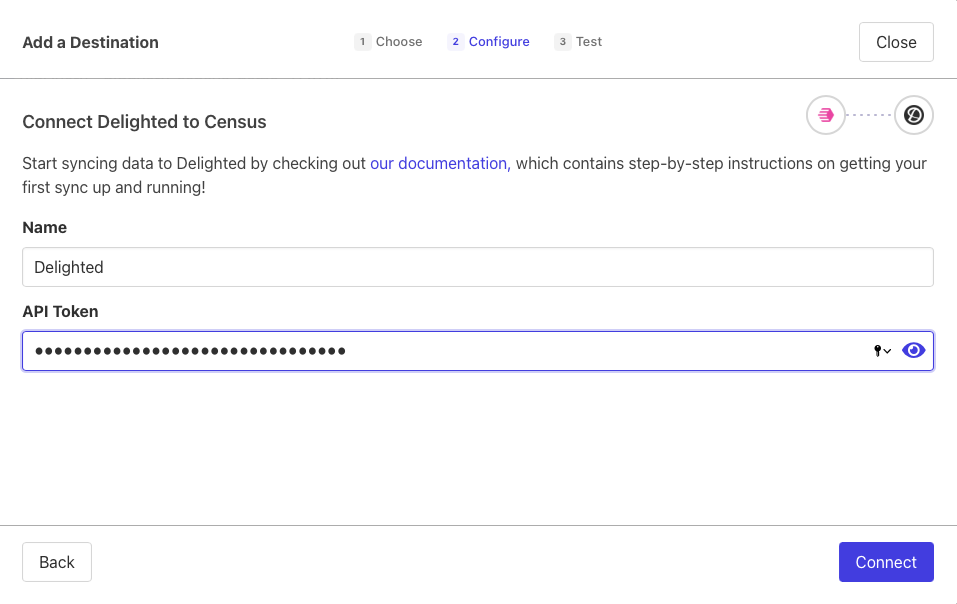 Add a Destination
1 Choose
2 Configure
3 Test
Close
Connect Delighted to Census
Start syncing data to Delighted by checking out our documentation, which contains step-by-step instructions on getting your
first sync up and running!
Name
Delighted
API Token
••••••••••••••••••••••••••••••••
Back
Connect